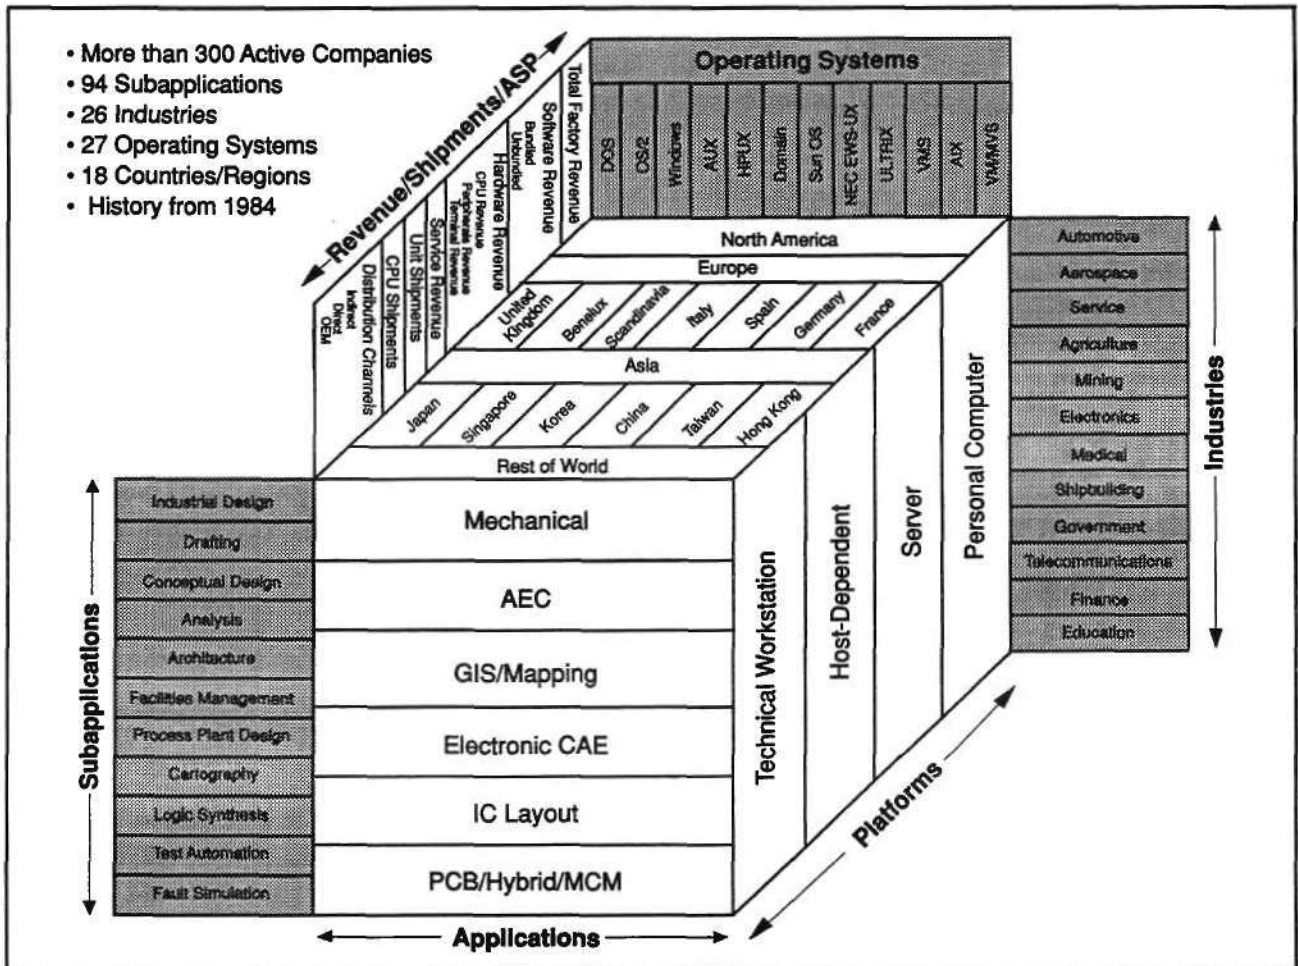 • More than 300 Active Companies
• 94 Subapplications
• 26 Industries
• 27 Operating Systems
• 18 Countries/Regions
• History from 1984
Revenue/Shipments/ASP
Total Factory Revenue
Software Revenue
Bundled
Unbundled
Hardware Revenue
CPU Revenue
Peripherals Revenue
Terminal Revenue
Service Revenue
Unit Shipments
CPU Shipments
Distribution Channels
Indirect
Direct
OEM
Operating Systems
DOS
OS/2
Windows
AUX
HPUX
Domain
Sun OS
NEC EWS-UX
ULTRIX
VMS
AIX
VM/MVS
North America
Europe
United
Kingdom
Benelux
Scandinavia
Italy
Spain
Germany
France
Asia
Japan
Singapore
Korea
China
Taiwan
Hong Kong
Rest of World
Industries
Automotive
Aerospace
Service
Agriculture
Mining
Electronics
Medical
Shipbuilding
Government
Telecommunications
Finance
Education
Subapplications
Industrial Design
Drafting
Conceptual Design
Analysis
Architecture
Facilities Management
Process Plant Design
Cartography
Logic Synthesis
Test Automation
Fault Simulation
Mechanical
AEC
GIS/Mapping
Electronic CAE
IC Layout
PCB/Hybrid/MCM
Technical Workstation
Host-Dependent
Server
Personal Computer
Platforms
Applications